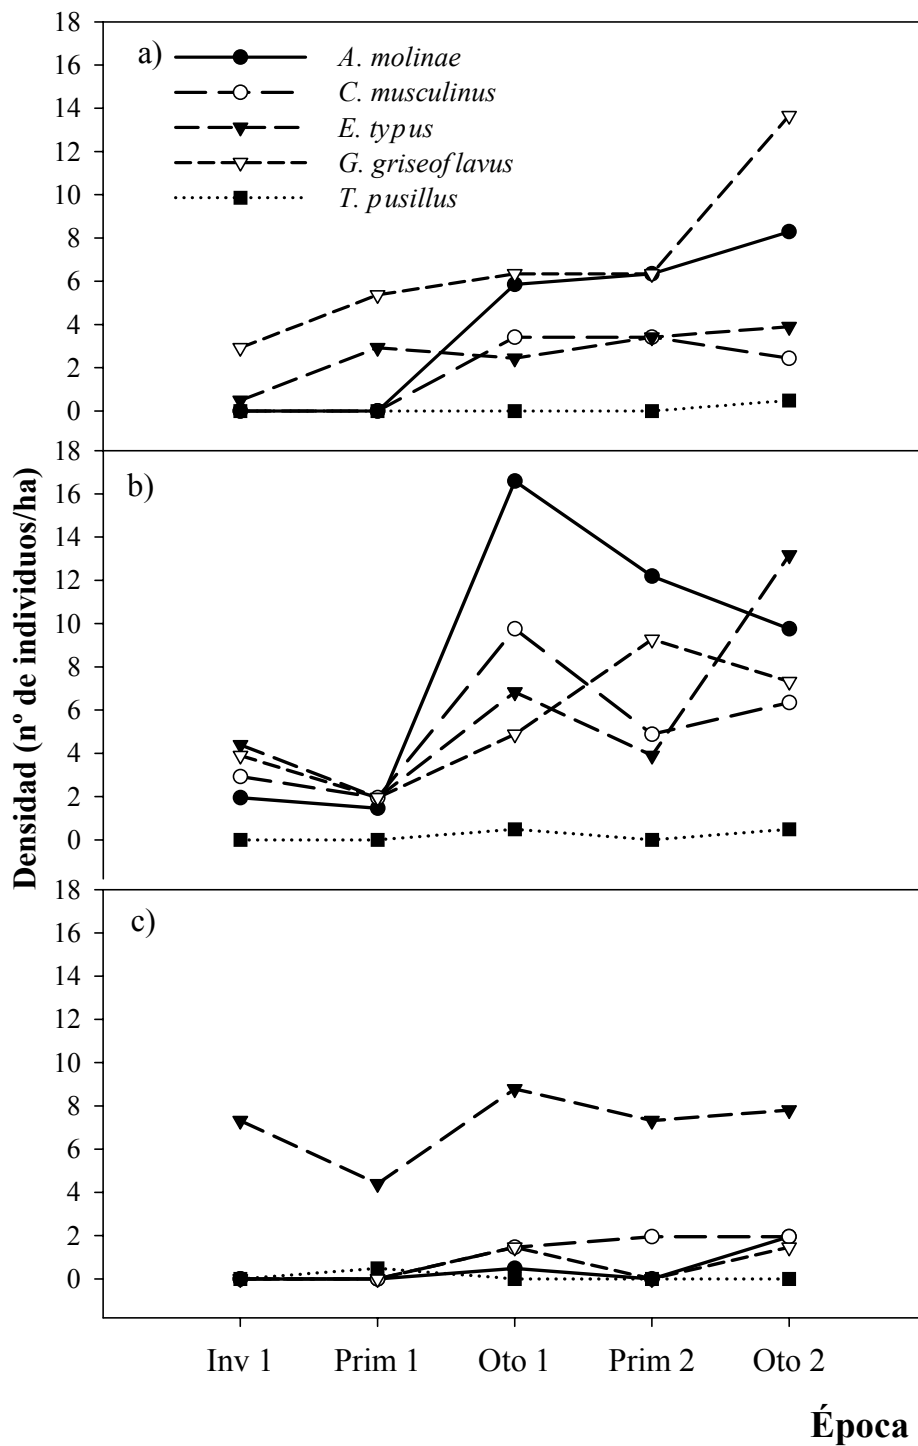 18
a)
16
14
12
10
8
6
4
2
0
A. molinae
C. musculinus
E. typus
G. griseoflavus
T. pusillus
Densidad (nº de individuos/ha)
18
b)
16
14
12
10
8
6
4
2
0
18
c)
16
14
12
10
8
6
4
2
0
Inv 1 Prim 1 Oto 1 Prim 2 Oto 2
Época